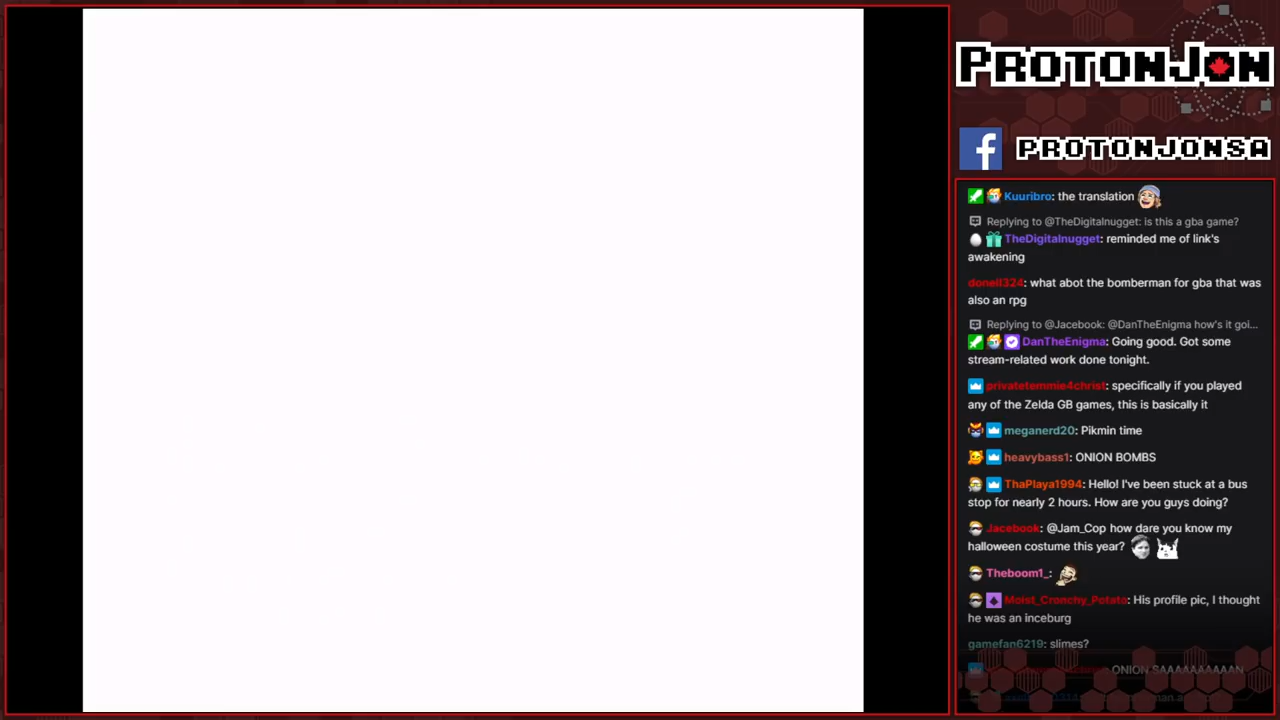 PROTONJON
PROTONJONSA
Kuuribro: the translation
Replying to @TheDigitalnugget: is this a gba game?
TheDigitalnugget: reminded me of link's
awakening
donell324: what abot the bomberman for gba that was
also an rpg
Replying to @Jacebook: @DanTheEnigma how's it goi...
DanTheEnigma: Going good. Got some
stream-related work done tonight.
privatetemmie4christ: specifically if you played
any of the Zelda GB games, this is basically it
meganerd20: Pikmin time
heavybass1: ONION BOMBS
ThaPlaya1994: Hello! I've been stuck at a bus
stop for nearly 2 hours. How are you guys doing?
Jacebook: @Jam_Cop how dare you know my
halloween costume this year?
Theboom1_:
Moist_Cronchy_Potato: His profile pic, I thought
he was an inceburg
gamefan6219: slimes?
ONION SAAAAAAAAAAN